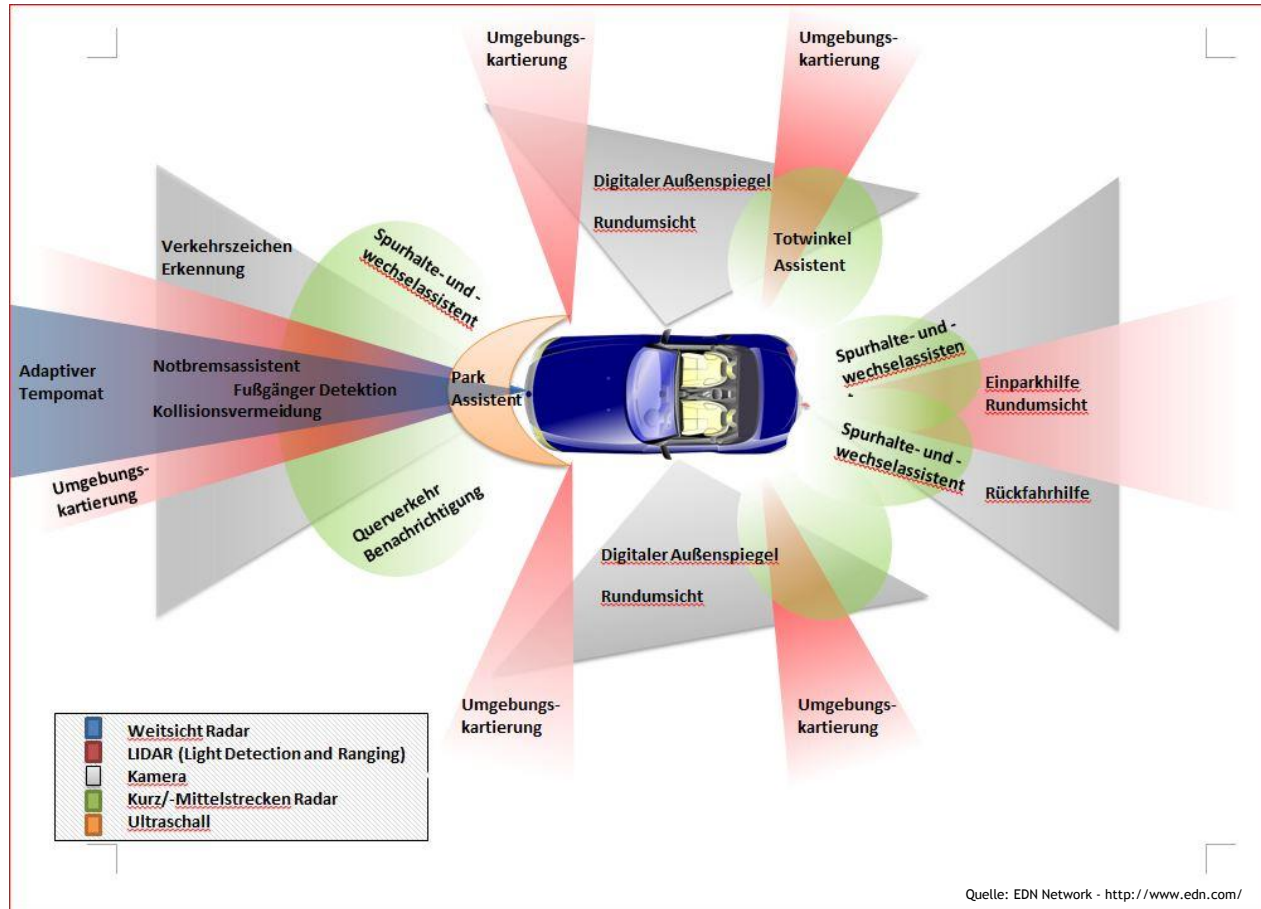 Umgebungs-
kartierung
Umgebungs-
kartierung
Digitaler Außenspiegel
Rundumsicht
Totwinkel
Assistent
Verkehrszeichen
Erkennung
Spurhalte- und -
wechselassistent
Adaptiver
Tempomat
Notbremsassistent
Fußgänger Detektion
Kollisionsvermeidung
Park
Assistent
Spurhalte- und -
wechselassisten
.
Einparkhilfe
Rundumsicht
Spurhalte- und -
wechselassistent
Rückfahrhilfe
Umgebungs-
kartierung
Querverkehr
Benachrichtigung
Digitaler Außenspiegel
Rundumsicht
Umgebungs-
kartierung
Umgebungs-
kartierung
Weitsicht Radar
LIDAR (Light Detection and Ranging)
Kamera
Kurz/-Mittelstrecken Radar
Ultraschall
Quelle: EDN Network - http://www.edn.com/